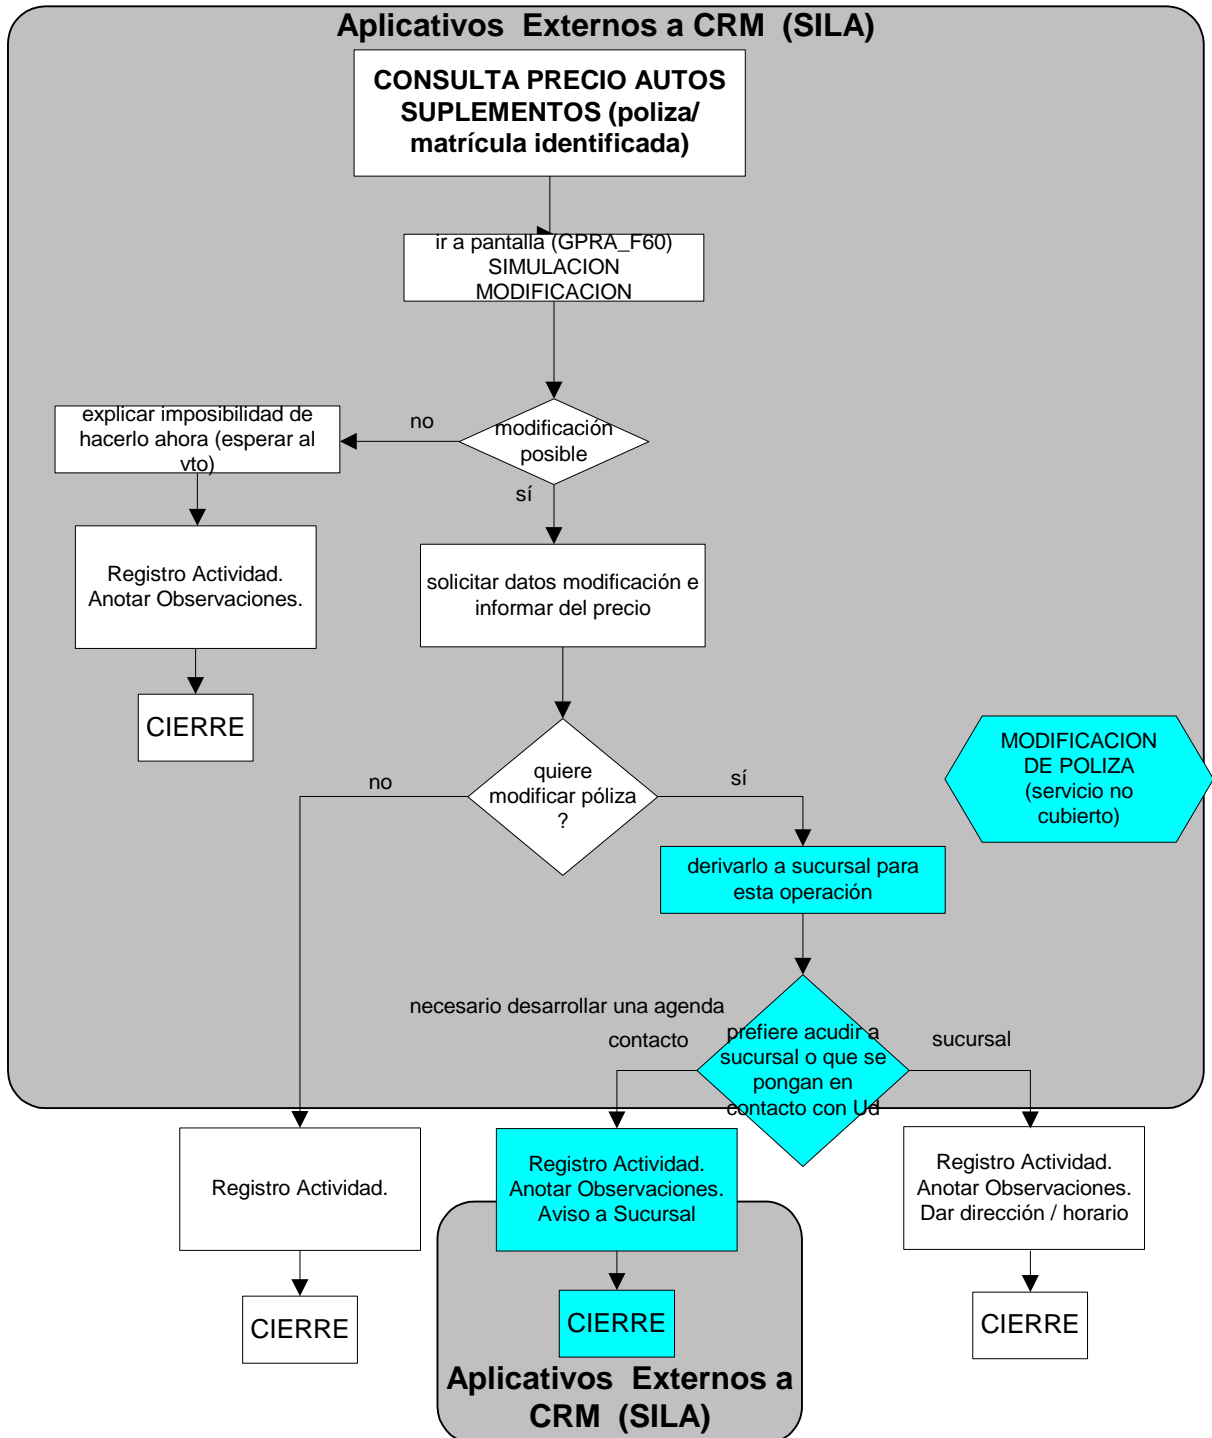 Aplicativos Externos a CRM (SILA)
CONSULTA PRECIO AUTOS
SUPLEMENTOS (poliza/
matrícula identificada)
ir a pantalla (GPRA_F60)
SIMULACION
MODIFICACION
modificación
posible
no
sí
explicar imposibilidad de
hacerlo ahora (esperar al
vto)
Registro Actividad.
Anotar Observaciones.
CIERRE
solicitar datos modificación e
informar del precio
quiere
modificar póliza
?
no
sí
MODIFICACION
DE POLIZA
(servicio no
cubierto)
derivarlo a sucursal para
esta operación
necesario desarrollar una agenda
contacto
prefiere acudir a
sucursal o que se
pongan en
contacto con Ud
sucursal
Registro Actividad.
CIERRE
Registro Actividad.
Anotar Observaciones.
Aviso a Sucursal
CIERRE
Registro Actividad.
Anotar Observaciones.
Dar dirección / horario
CIERRE
Aplicativos Externos a
CRM (SILA)